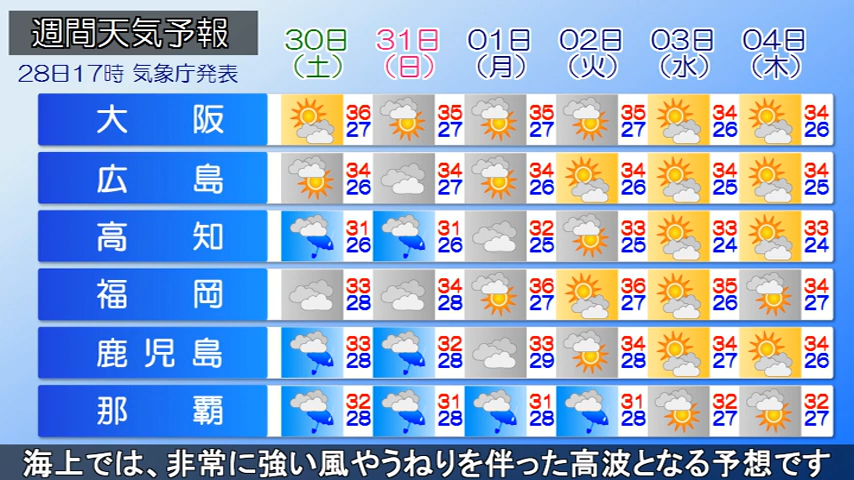 週間天気予報
28日17時 気象庁発表
30日 31日 01日 02日 03日 04日
(土) (日) (月) (火) (水) (木)
大阪 36 35 35 35 34 34
27 27 27 27 26 26
広島 34 34 34 34 34 34
26 27 26 26 25 25
高知 31 31 32 33 33 33
26 26 25 25 24 24
福岡 33 34 36 36 35 34
28 28 27 27 26 27
鹿児島 33 32 33 34 34 34
28 28 29 28 27 26
那覇 32 31 31 31 32 32
28 28 28 28 27 27
海上では、非常に強い風やうねりを伴った高波となる予想です